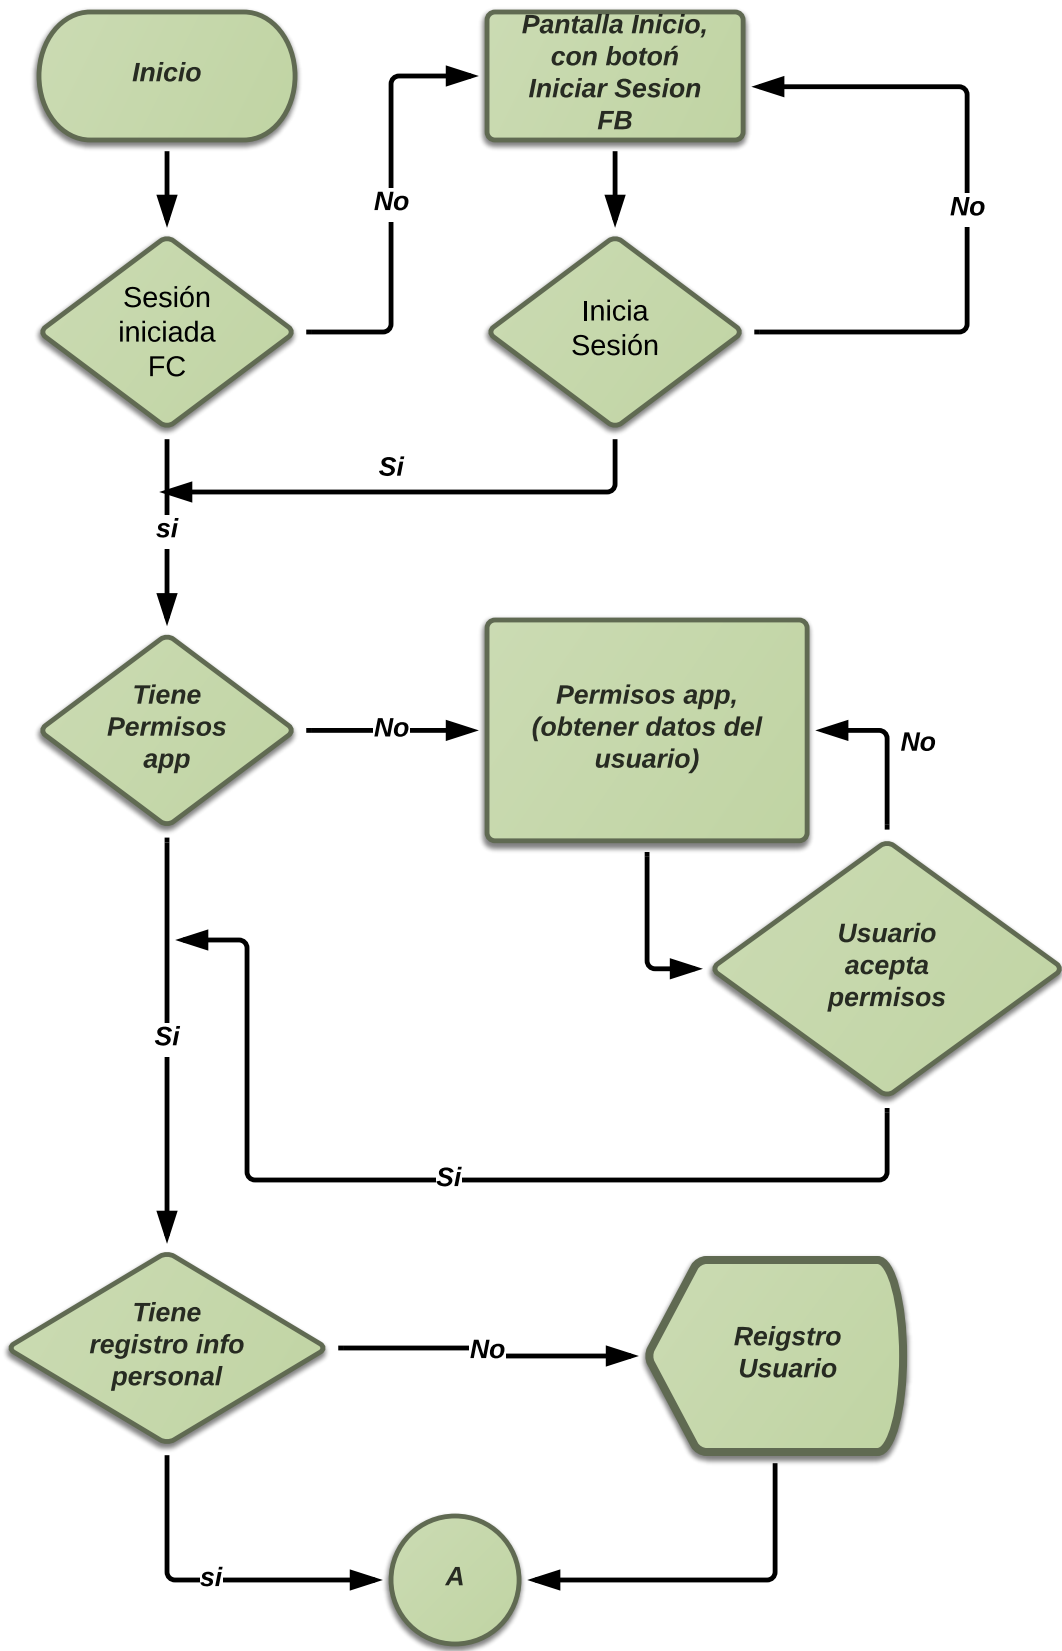 Inicio
Pantalla Inicio,
con botoń
Iniciar Sesion
FB
No
No
Sesión
iniciada
FC
Inicia
Sesión
Si
si
Tiene
Permisos
app
No
Permisos app,
(obtener datos del
usuario)
No
Usuario
acepta
permisos
Si
Si
Tiene
registro info
personal
No
Reigstro
Usuario
si
A